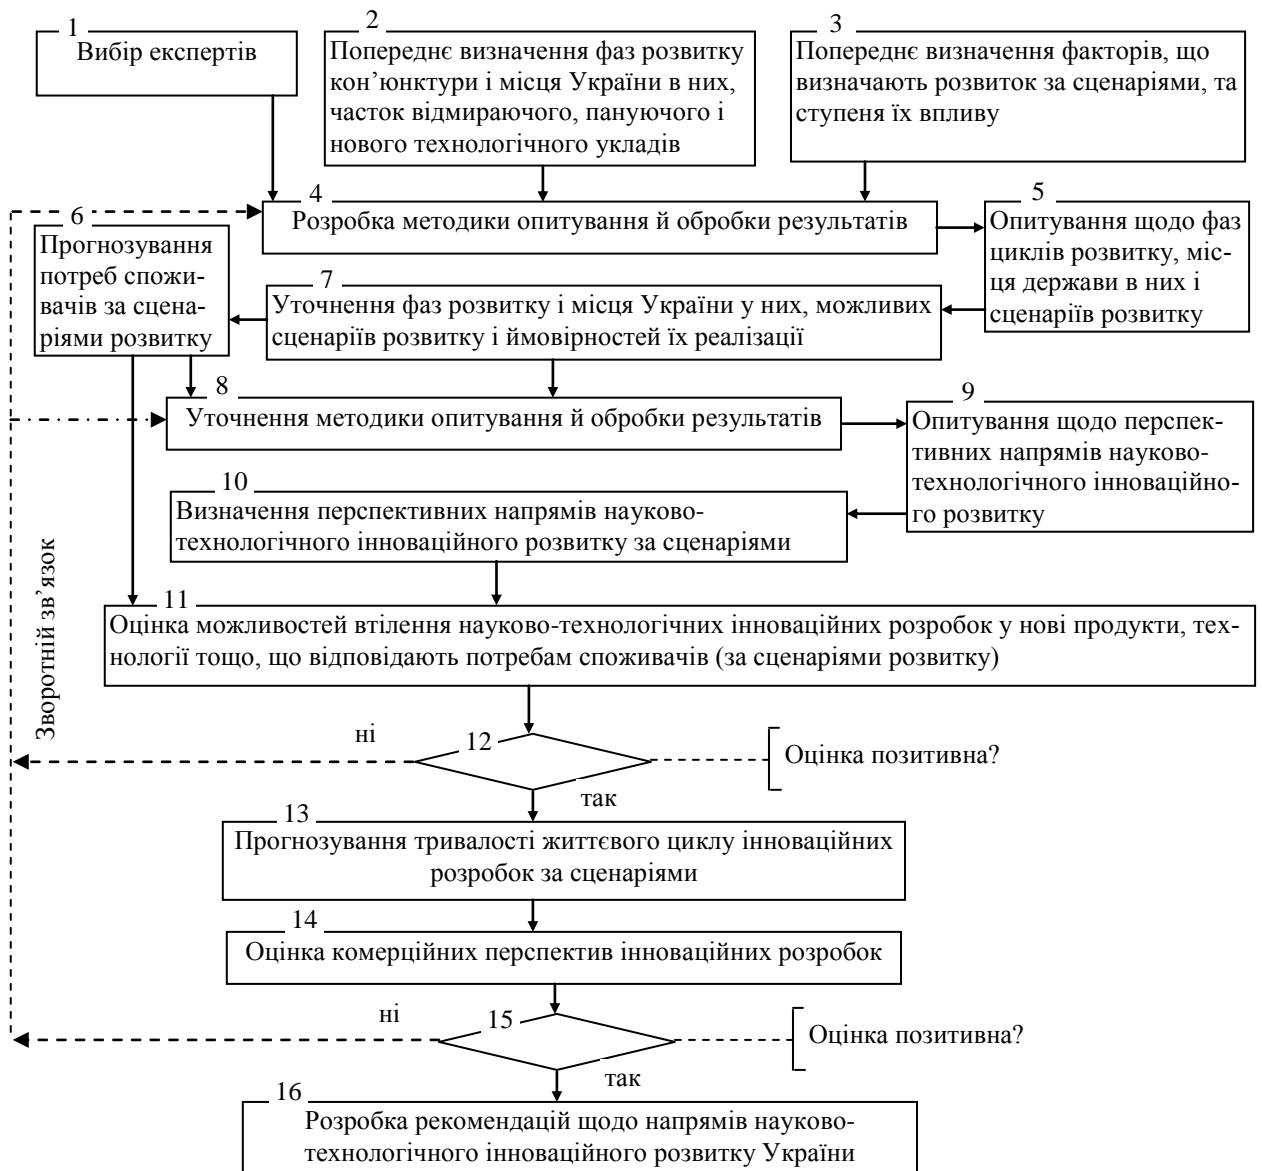 1
Вибір експертів
2
Попереднє визначення фаз розвитку
кон’юнктури і місця України в них,
часток відмираючого, пануючого і
нового технологічного укладів
3
Попереднє визначення факторів, що
визначають розвиток за сценаріями, та
ступеня їх впливу
4
Розробка методики опитування й обробки результатів
5
Опитування щодо фаз
циклів розвитку, міс-
ця держави в них і
сценаріїв розвитку
6
Прогнозування
потреб спожи-
вачів за сцена-
ріями розвитку
7
Уточнення фаз розвитку і місця України у них, можливих
сценаріїв розвитку і ймовірностей їх реалізації
8
Уточнення методики опитування й обробки результатів
9
Опитування щодо перспек-
тивних напрямів науково-
технологічного інноваційно-
го розвитку
10
Визначення перспективних напрямів науково-
технологічного інноваційного розвитку за сценаріями
Зворотній зв’язок
11
Оцінка можливостей втілення науково-технологічних інноваційних розробок у нові продукти, тех-
нології тощо, що відповідають потребам споживачів (за сценаріями розвитку)
ні
12
Оцінка позитивна?
так
13
Прогнозування тривалості життєвого циклу інноваційних
розробок за сценаріями
14
Оцінка комерційних перспектив інноваційних розробок
ні
15
Оцінка позитивна?
так
16
Розробка рекомендацій щодо напрямів науково-
технологічного інноваційного розвитку України